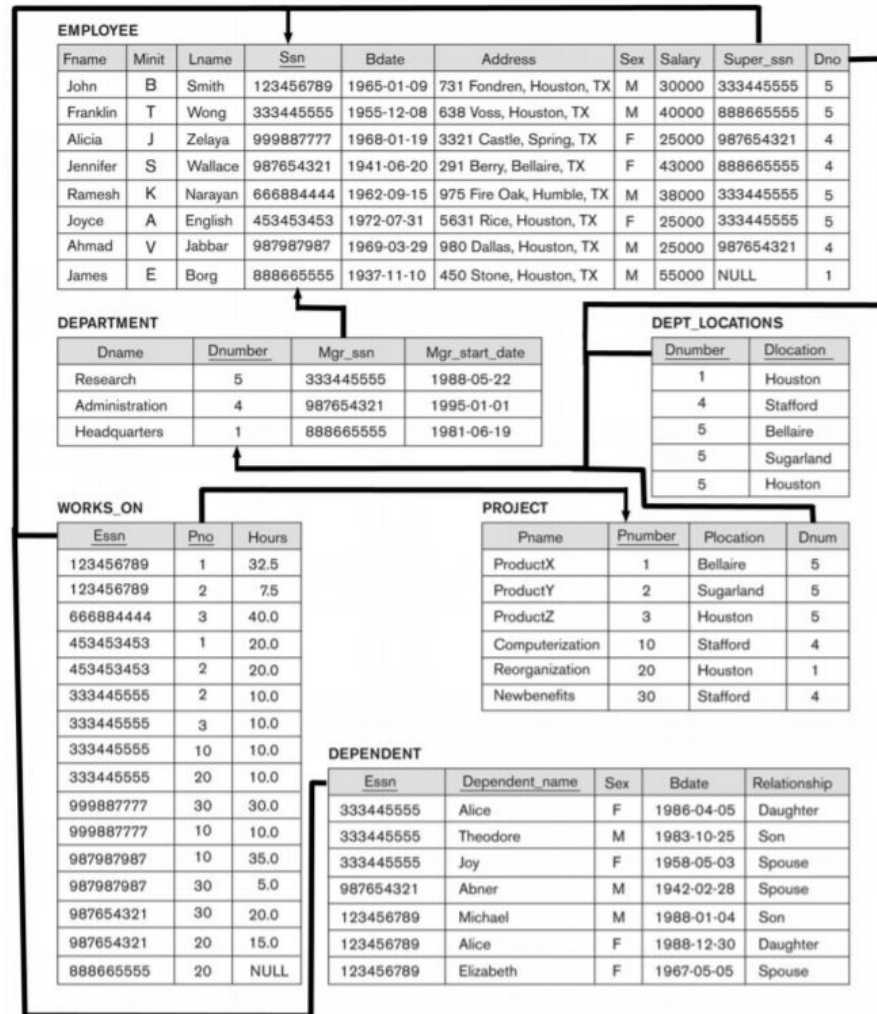 EMPLOYEE
Fname Minit Lname Ssn Bdate Address Sex Salary Super_ssn Dno
John B Smith 123456789 1965-01-09 731 Fondren, Houston, TX M 30000 333445555 5
Franklin T Wong 333445555 1955-12-08 638 Voss, Houston, TX M 40000 888665555 5
Alicia J Zelaya 999887777 1968-01-19 3321 Castle, Spring, TX F 25000 987654321 4
Jennifer S Wallace 987654321 1941-06-20 291 Berry, Bellaire, TX F 43000 888665555 4
Ramesh K Narayan 666884444 1962-09-15 975 Fire Oak, Humble, TX M 38000 333445555 5
Joyce A English 453453453 1972-07-31 5631 Rice, Houston, TX F 25000 333445555 5
Ahmad V Jabbar 987987987 1969-03-29 980 Dallas, Houston, TX M 25000 987654321 4
James E Borg 888665555 1937-11-10 450 Stone, Houston, TX M 55000 NULL 1
DEPARTMENT
Dname Dnumber Mgr_ssn Mgr_start_date
Research 5 333445555 1988-05-22
Administration 4 987654321 1995-01-01
Headquarters 1 888665555 1981-06-19
DEPT_LOCATIONS
Dnumber Dlocation
1 Houston
4 Stafford
5 Bellaire
5 Sugarland
5 Houston
WORKS_ON
Essn Pno Hours
123456789 1 32.5
123456789 2 7.5
666884444 3 40.0
453453453 1 20.0
453453453 2 20.0
333445555 2 10.0
333445555 3 10.0
333445555 10 10.0
333445555 20 10.0
999887777 30 30.0
999887777 10 10.0
987987987 10 35.0
987987987 30 5.0
987654321 30 20.0
987654321 20 15.0
888665555 20 NULL
PROJECT
Pname Pnumber Plocation Dnum
ProductX 1 Bellaire 5
ProductY 2 Sugarland 5
ProductZ 3 Houston 5
Computerization 10 Stafford 4
Reorganization 20 Houston 1
Newbenefits 30 Stafford 4
DEPENDENT
Essn Dependent_name Sex Bdate Relationship
333445555 Alice F 1986-04-05 Daughter
333445555 Theodore M 1983-10-25 Son
333445555 Joy F 1958-05-03 Spouse
987654321 Abner M 1942-02-28 Spouse
123456789 Michael M 1988-01-04 Son
123456789 Alice F 1988-12-30 Daughter
123456789 Elizabeth F 1967-05-05 Spouse